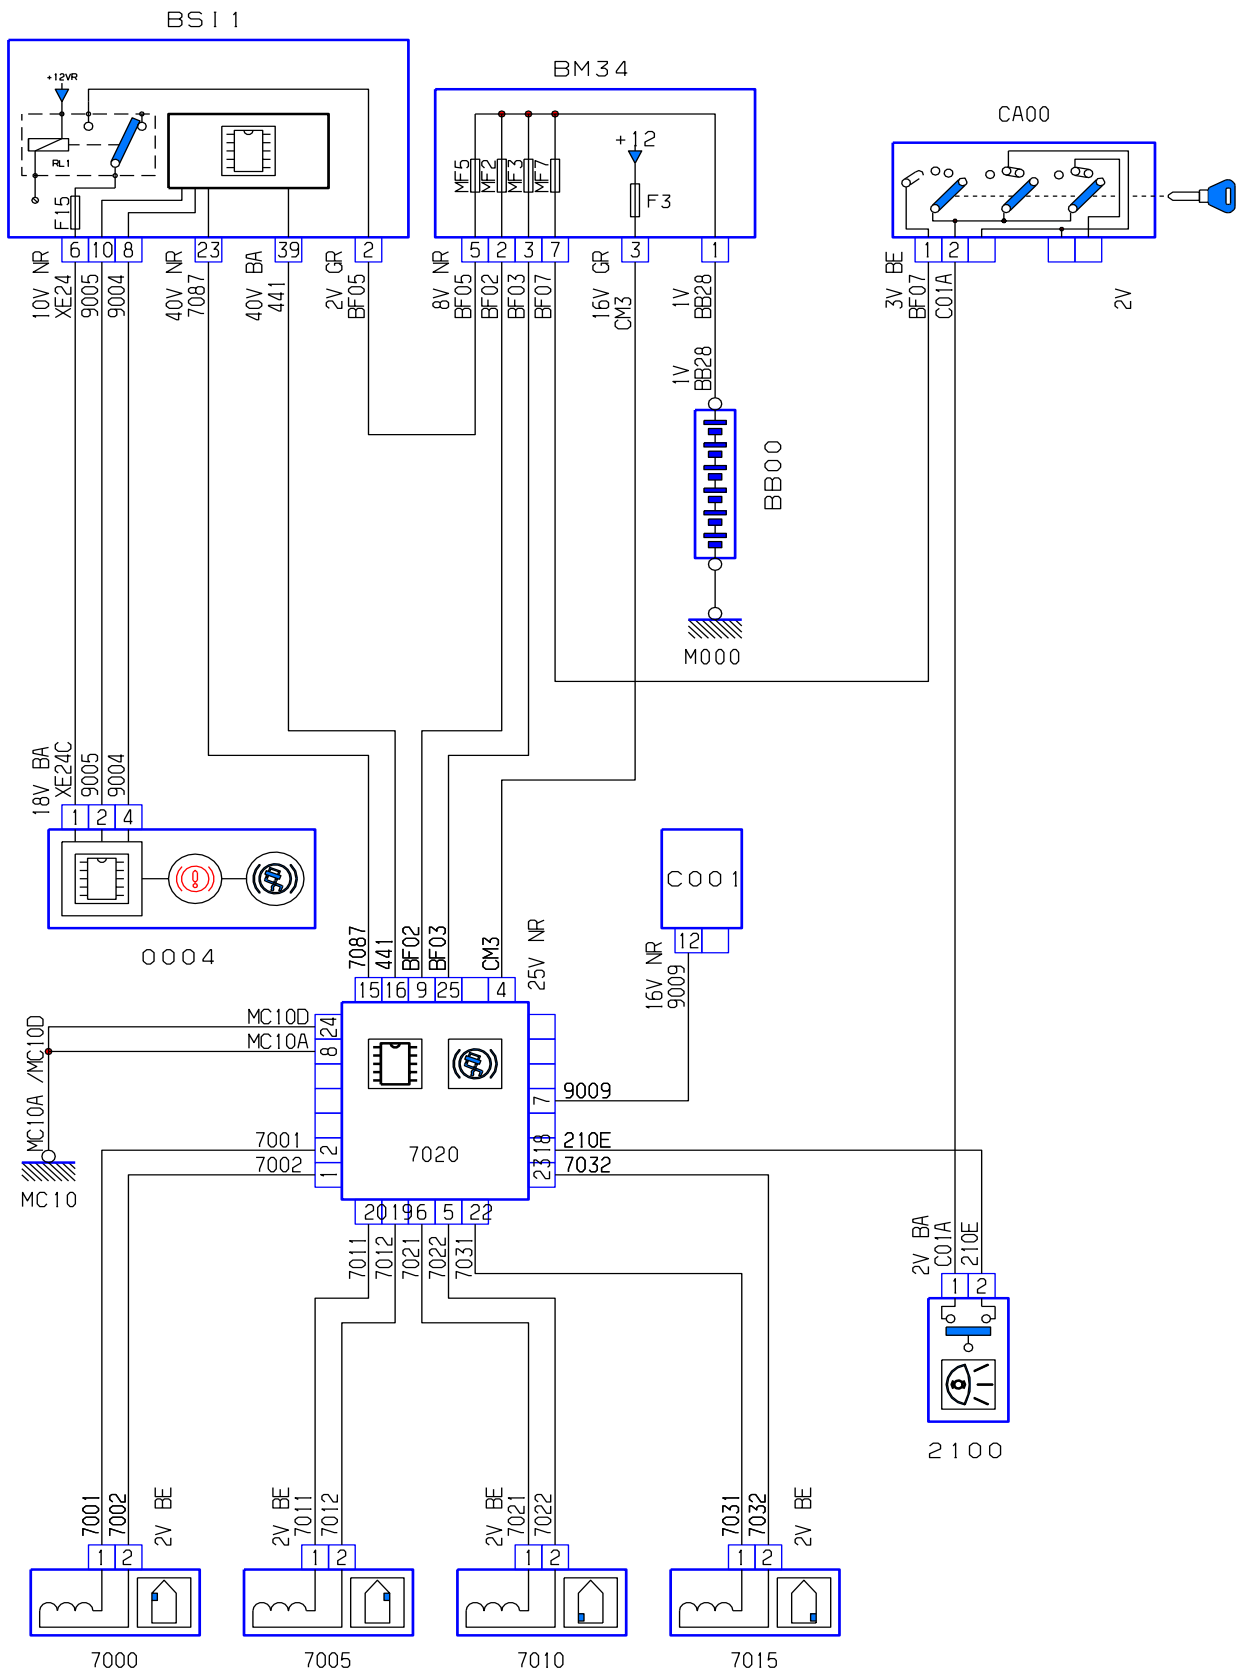 BSI1
BM34
CA00
+12VR
RL1
F15
MF5
MF2
MF3
MF7
+12
F3
6 10 8 23 39 2
5 2 3 7 3 1
1 2
10V NR
XE24
9005
9004
40V NR
7087
40V BA
441
2V GR
BF05
8V NR
BF05
BF02
BF03
BF07
16V GR
CM3
1V
BB28
3V BE
BF07
C01A
2V
1V
BB28
BB00
M000
18V BA
XE24C
9005
9004
1 2 4
0004
C001
12
16V NR
9009
7087
441
BF02
BF03
CM3
25V NR
15 16 9 25 4
MC10D
MC10A
24
8
MC10A /MC10D
MC10
7001
7002
2
1
7020
7
18
23
9009
210E
7032
20 19 6 5 22
7011
7012
7021
7022
7031
2V BA
C01A
210E
1 2
2100
7001
7002
2V BE
1 2
7000
2V BE
7011
7012
1 2
7005
2V BE
7021
7022
1 2
7010
7031
7032
2V BE
1 2
7015